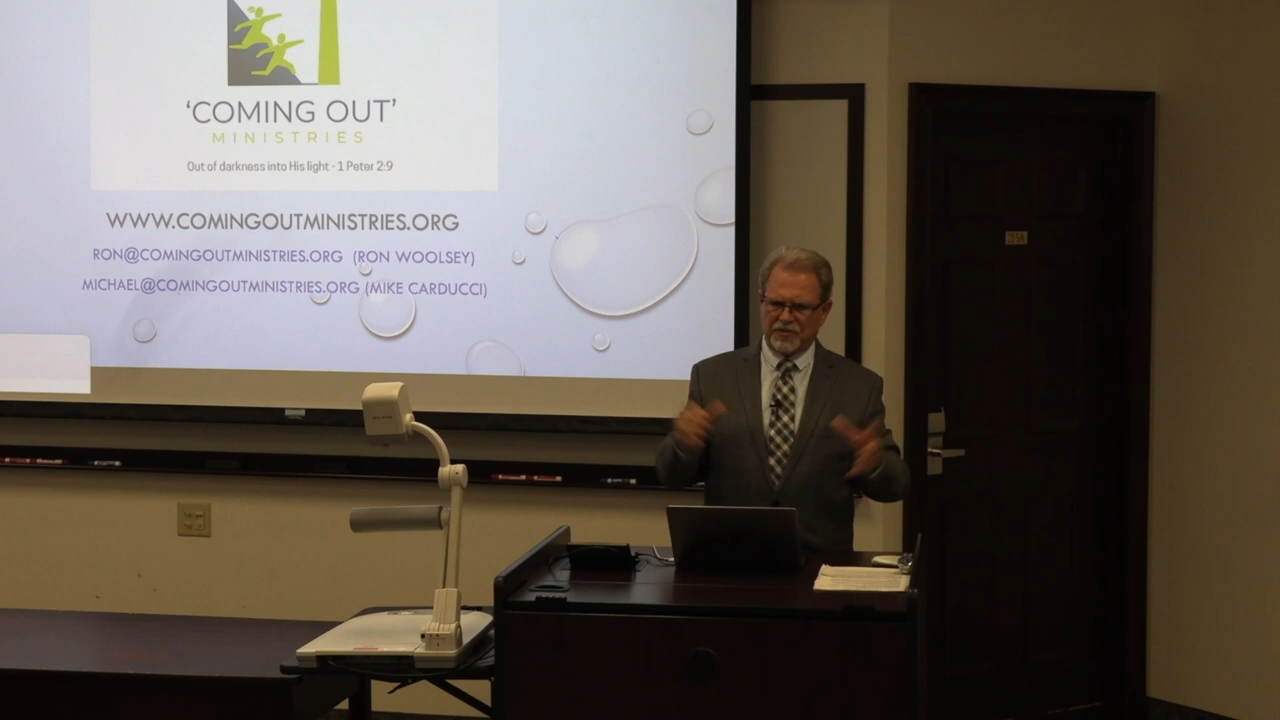 ‘COMING OUT’
MINISTRIES
Out of darkness into His light - 1 Peter 2:9
WWW.COMINGOUTMINISTRIES.ORG
RON@COMINGOUTMINISTRIES.ORG (RON WOOLSEY)
MICHAEL@COMINGOUTMINISTRIES.ORG (MIKE CARDUCCI)